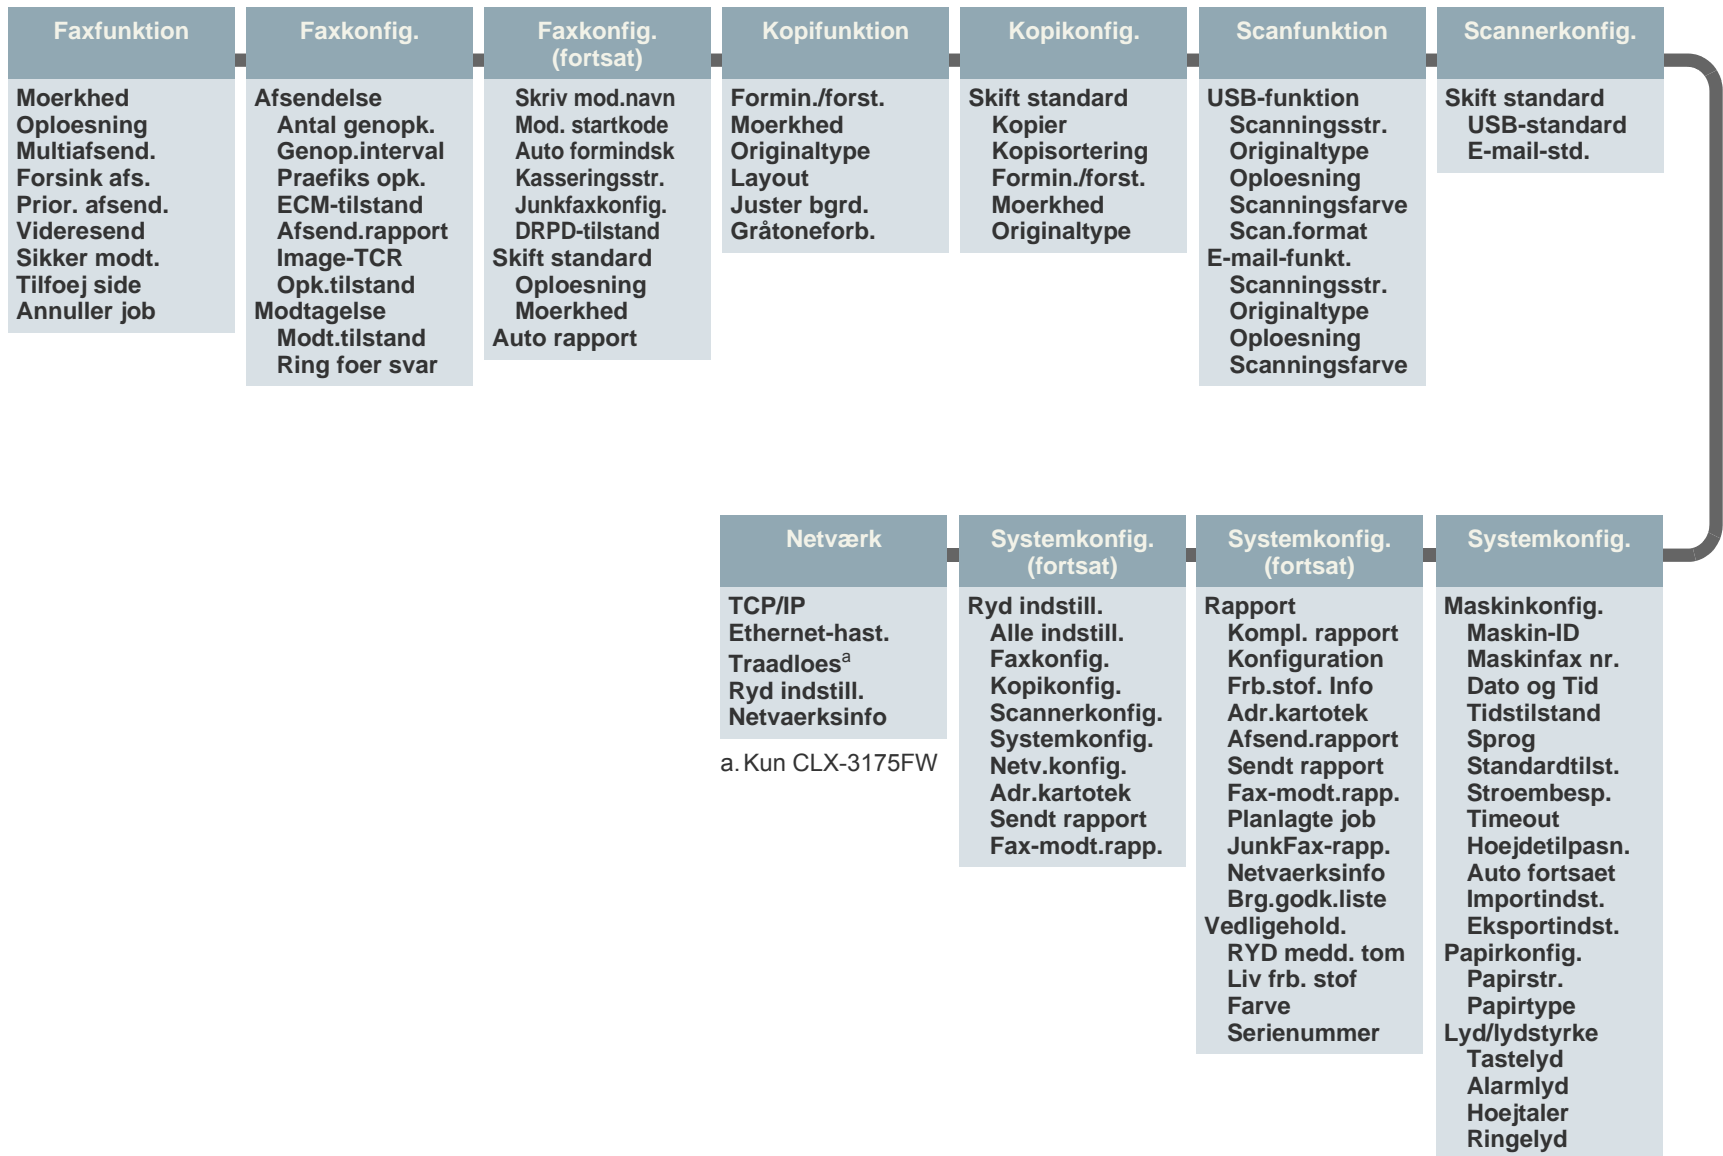 Faxfunktion
Moerkhed
Oploesning
Multiafsend.
Forsink afs.
Prior. afsend.
Videresend
Sikker modt.
Tilfoej side
Annuller job
Faxkonfig.
Afsendelse
Antal genopk.
Genop.interval
Praefiks opk.
ECM-tilstand
Afsend.rapport
Image-TCR
Opk.tilstand
Modtagelse
Modt.tilstand
Ring foer svar
Faxkonfig.
(fortsat)
Skriv mod.navn
Mod. startkode
Auto formindsk
Kasseringsstr.
Junkfaxkonfig.
DRPD-tilstand
Skift standard
Oploesning
Moerkhed
Auto rapport
Kopifunktion
Formin./forst.
Moerkhed
Originaltype
Layout
Juster bgrd.
Gråtoneforb.
Kopikonfig.
Skift standard
Kopier
Kopisortering
Formin./forst.
Moerkhed
Originaltype
Scanfunktion
USB-funktion
Scanningsstr.
Originaltype
Oploesning
Scanningsfarve
Scan.format
E-mail-funkt.
Scanningsstr.
Originaltype
Oploesning
Scanningsfarve
Scannerkonfig.
Skift standard
USB-standard
E-mail-std.
Netværk
TCP/IP
Ethernet-hast.
Traadloesa
Ryd indstill.
Netvaerksinfo
a. Kun CLX-3175FW
Systemkonfig.
(fortsat)
Ryd indstill.
Alle indstill.
Faxkonfig.
Kopikonfig.
Scannerkonfig.
Systemkonfig.
Netv.konfig.
Adr.kartotek
Sendt rapport
Fax-modt.rapp.
Systemkonfig.
(fortsat)
Rapport
Kompl. rapport
Konfiguration
Frb.stof. Info
Adr.kartotek
Afsend.rapport
Sendt rapport
Fax-modt.rapp.
Planlagte job
JunkFax-rapp.
Netvaerksinfo
Brg.godk.liste
Vedligehold.
RYD medd. tom
Liv frb. stof
Farve
Serienummer
Systemkonfig.
Maskinkonfig.
Maskin-ID
Maskinfax nr.
Dato og Tid
Tidstilstand
Sprog
Standardtilst.
Stroembesp.
Timeout
Hoejdetilpasn.
Auto fortsaet
Importindst.
Eksportindst.
Papirkonfig.
Papirstr.
Papirtype
Lyd/lydstyrke
Tastelyd
Alarmlyd
Hoejtaler
Ringelyd